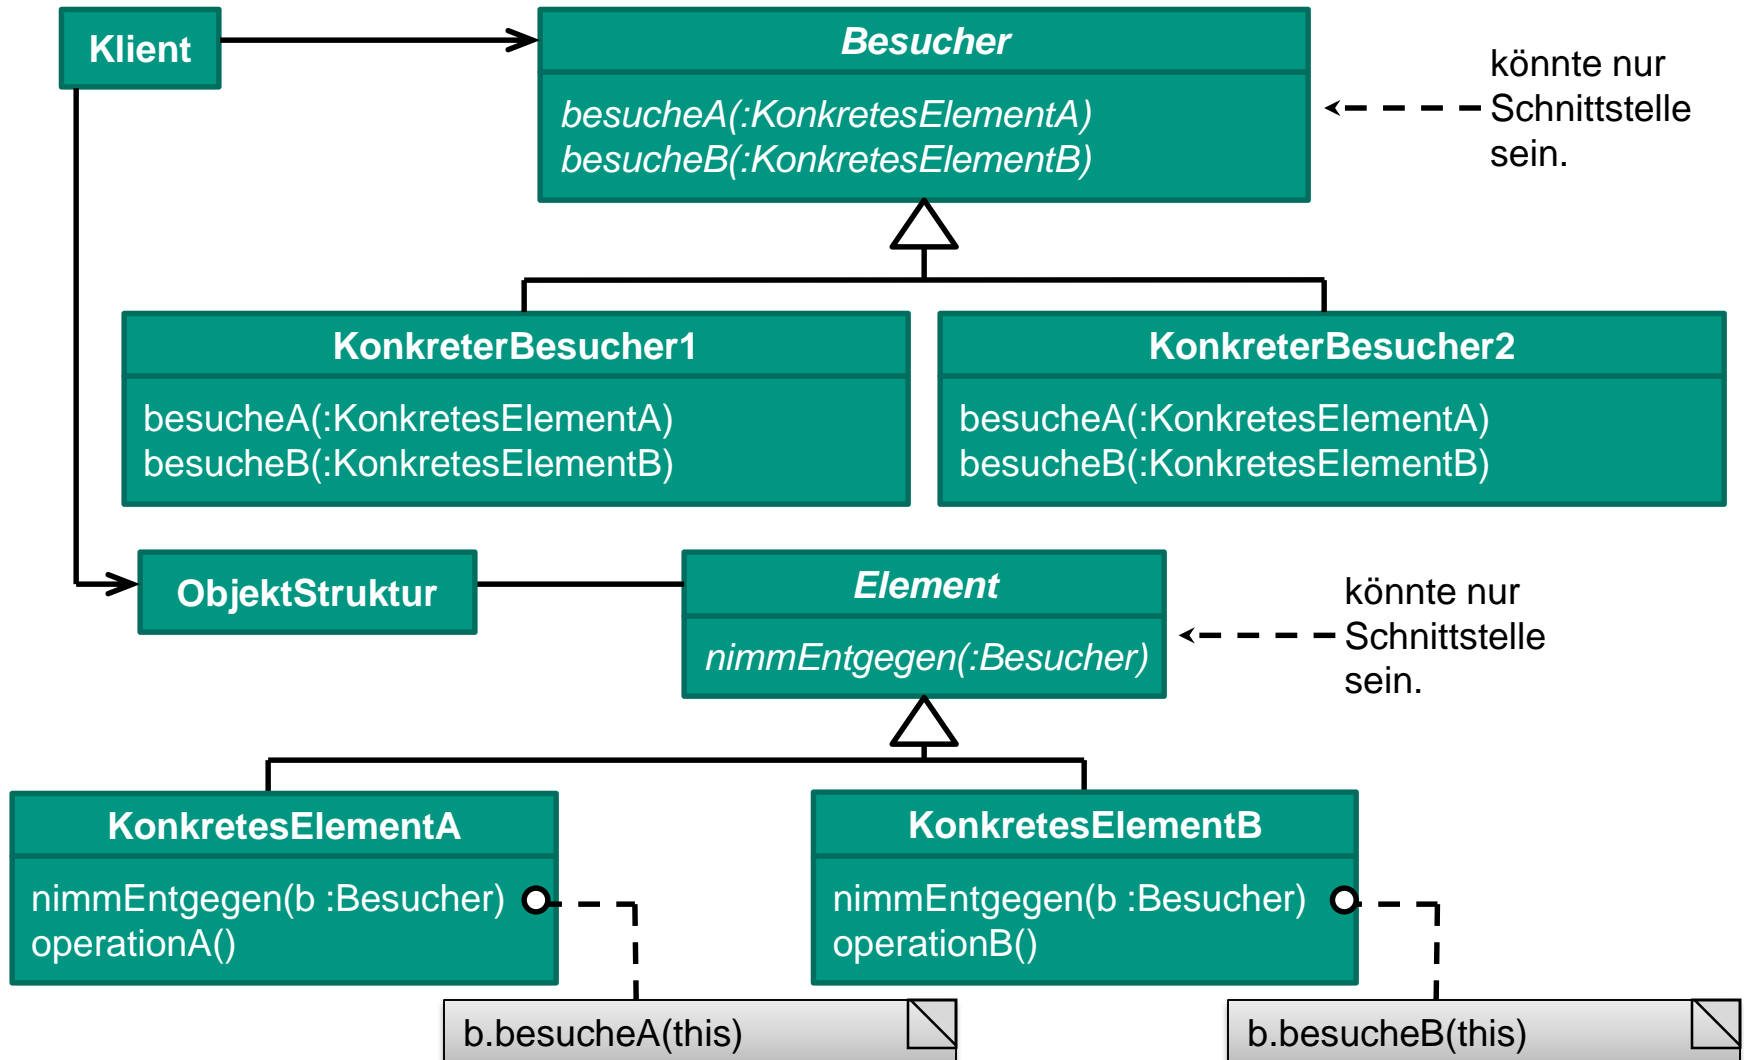 Klient
Besucher
besucheA(:KonkretesElementA)
besucheB(:KonkretesElementB)
könnte nur
Schnittstelle
sein.
KonkreterBesucher1
besucheA(:KonkretesElementA)
besucheB(:KonkretesElementB)
KonkreterBesucher2
besucheA(:KonkretesElementA)
besucheB(:KonkretesElementB)
ObjektStruktur
Element
nimmEntgegen(:Besucher)
könnte nur
Schnittstelle
sein.
KonkretesElementA
nimmEntgegen(b :Besucher)
operationA()
KonkretesElementB
nimmEntgegen(b :Besucher)
operationB()
b.besucheA(this)
b.besucheB(this)